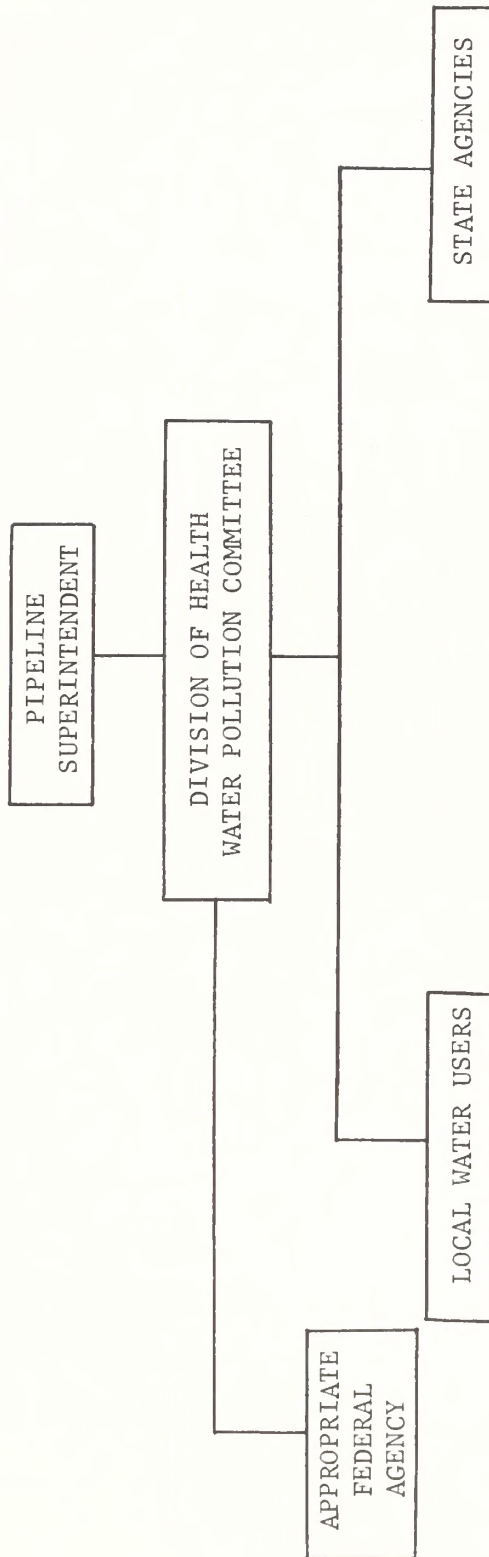 PIPELINE
SUPERINTENDENT
DIVISION OF HEALTH
WATER POLLUTION COMMITTEE
APPROPRIATE
FEDERAL
AGENCY
LOCAL WATER USERS
STATE AGENCIES